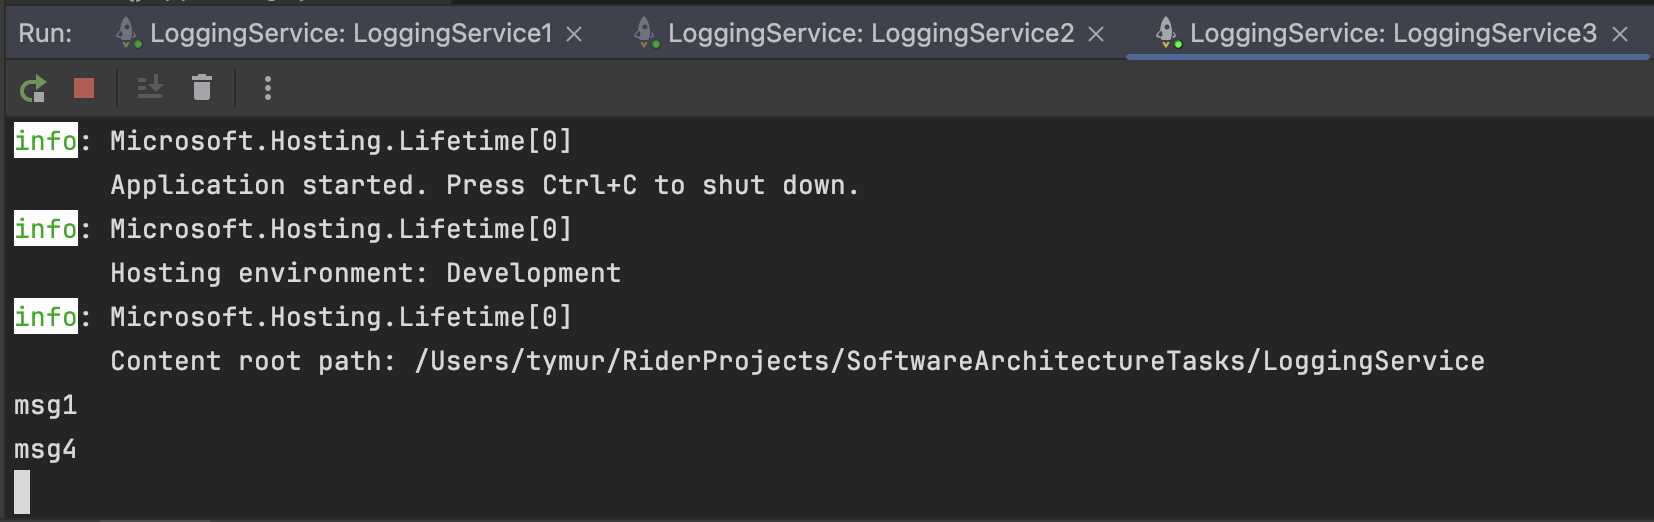 Run: LoggingService: LoggingService1 LoggingService: LoggingService2 LoggingService: LoggingService3
info: Microsoft.Hosting.Lifetime[0]
Application started. Press Ctrl+C to shut down.
info: Microsoft.Hosting.Lifetime[0]
Hosting environment: Development
info: Microsoft.Hosting.Lifetime[0]
Content root path: /Users/tymur/RiderProjects/SoftwareArchitectureTasks/LoggingService
msg1
msg4